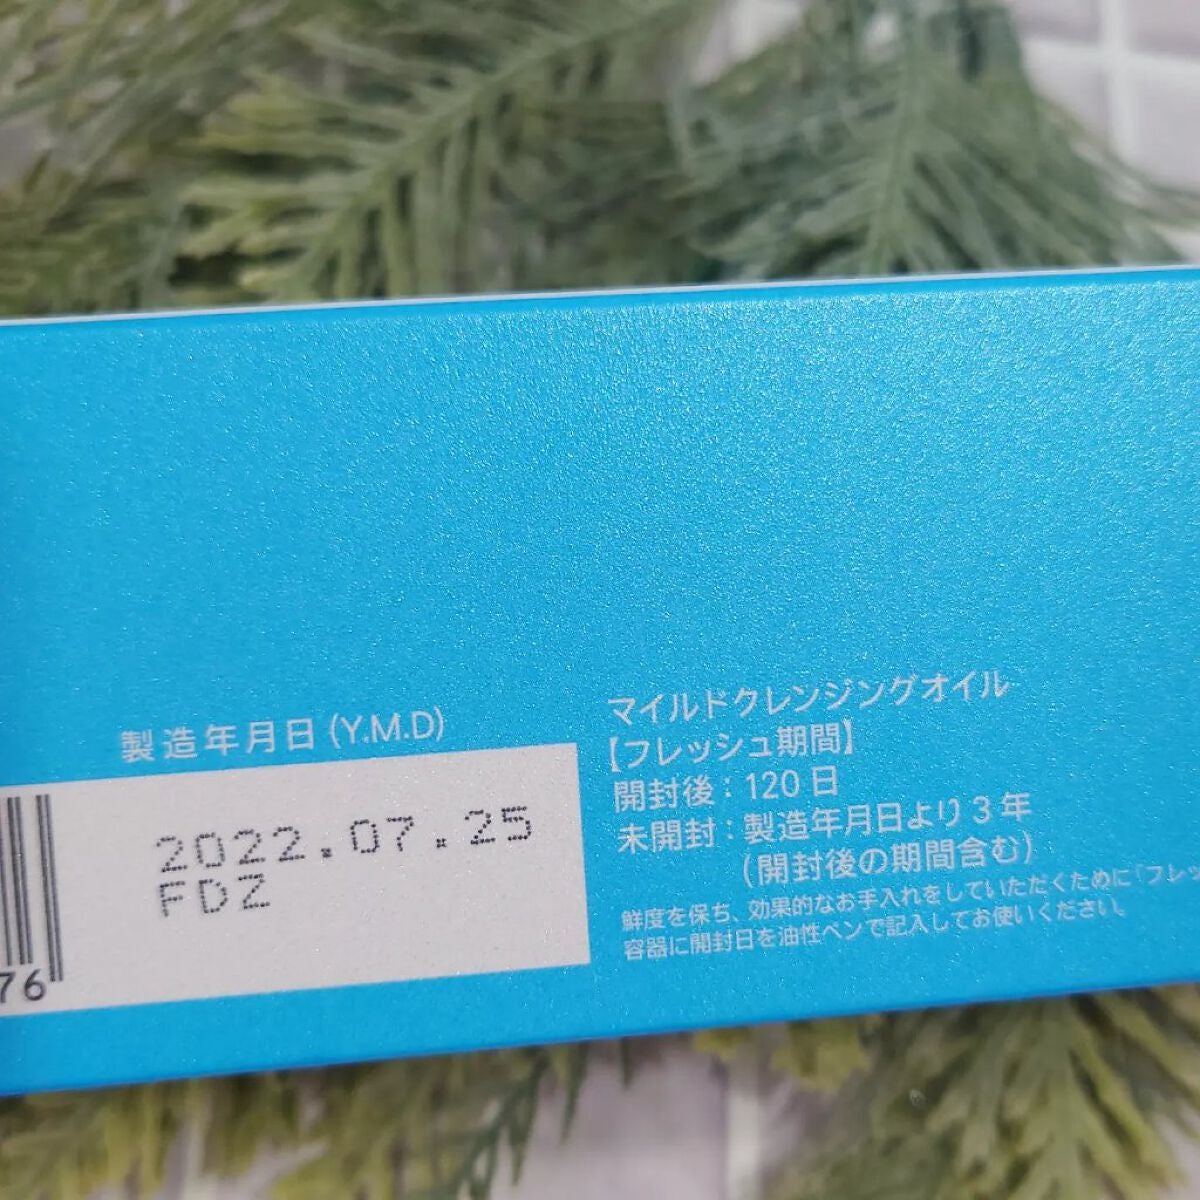 製造年月日(Y.M.D)
2022.07.25
FDZ
76
マイルドクレンジングオイル
【フレッシュ期間】
開封後：120日
未開封：製造年月日より3年
(開封後の期間含む)
鮮度を保ち、効果的なお手入れをしていただくために「フレッ
容器に開封日を油性ペンで記入してお使いください。